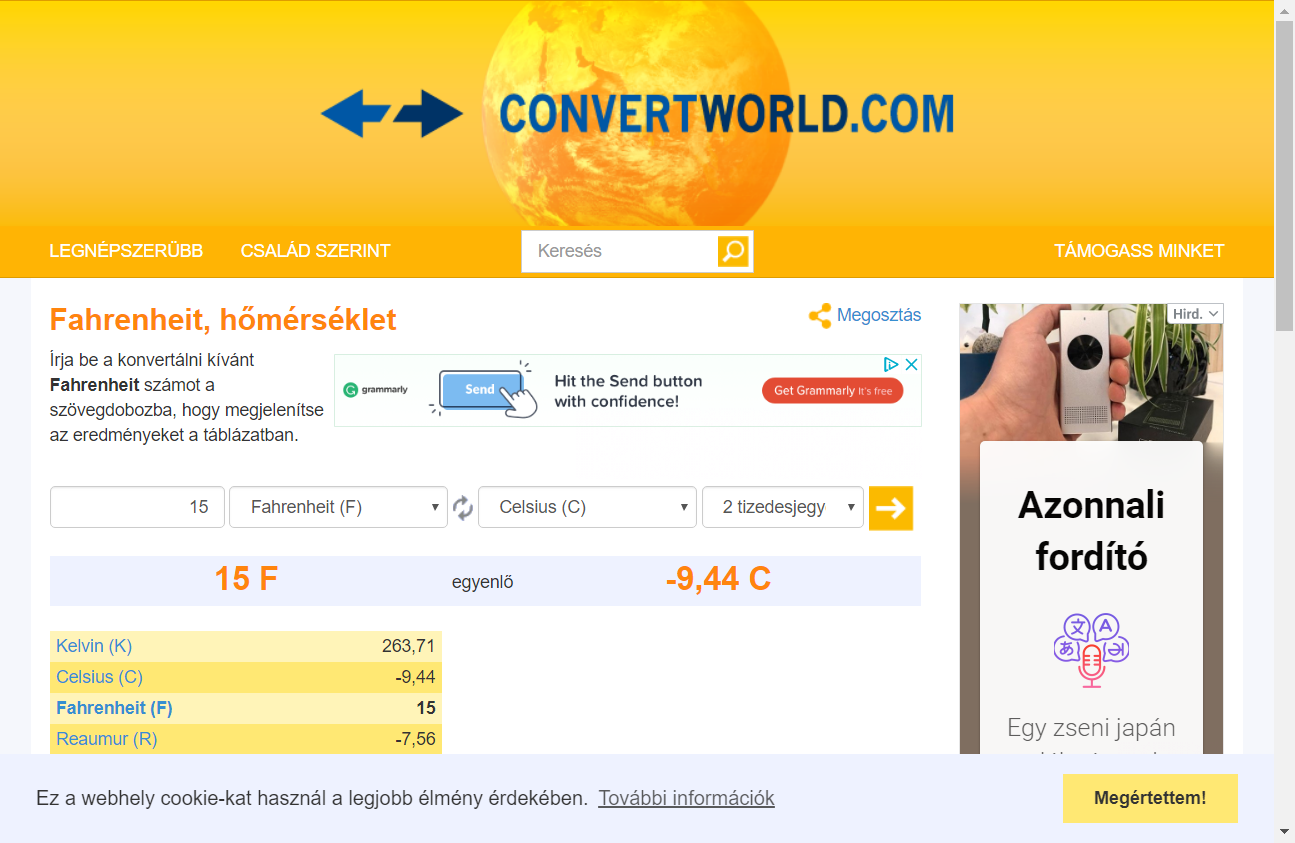 CONVERTWORLD.COM
LEGNÉPSZERŰBB
CSALÁD SZERINT
Keresés
TÁMOGASS MINKET
Fahrenheit, hőmérséklet
Megosztás
Írja be a konvertálni kívánt
Fahrenheit számot a
szövegdobozba, hogy megjelenítse
az eredményeket a táblázatban.
grammarly
Send
Hit the Send button
with confidence!
Get Grammarly It's free
15
Fahrenheit (F)
Celsius (C)
2 tizedesjegy
15 F
egyenlő
-9,44 C
Kelvin (K) 263,71
Celsius (C) -9,44
Fahrenheit (F) 15
Reaumur (R) -7,56
Hird.
Azonnali
fordító
文 A
あ
Egy zseni japán
Ez a webhely cookie-kat használ a legjobb élmény érdekében. További információk
Megértettem!